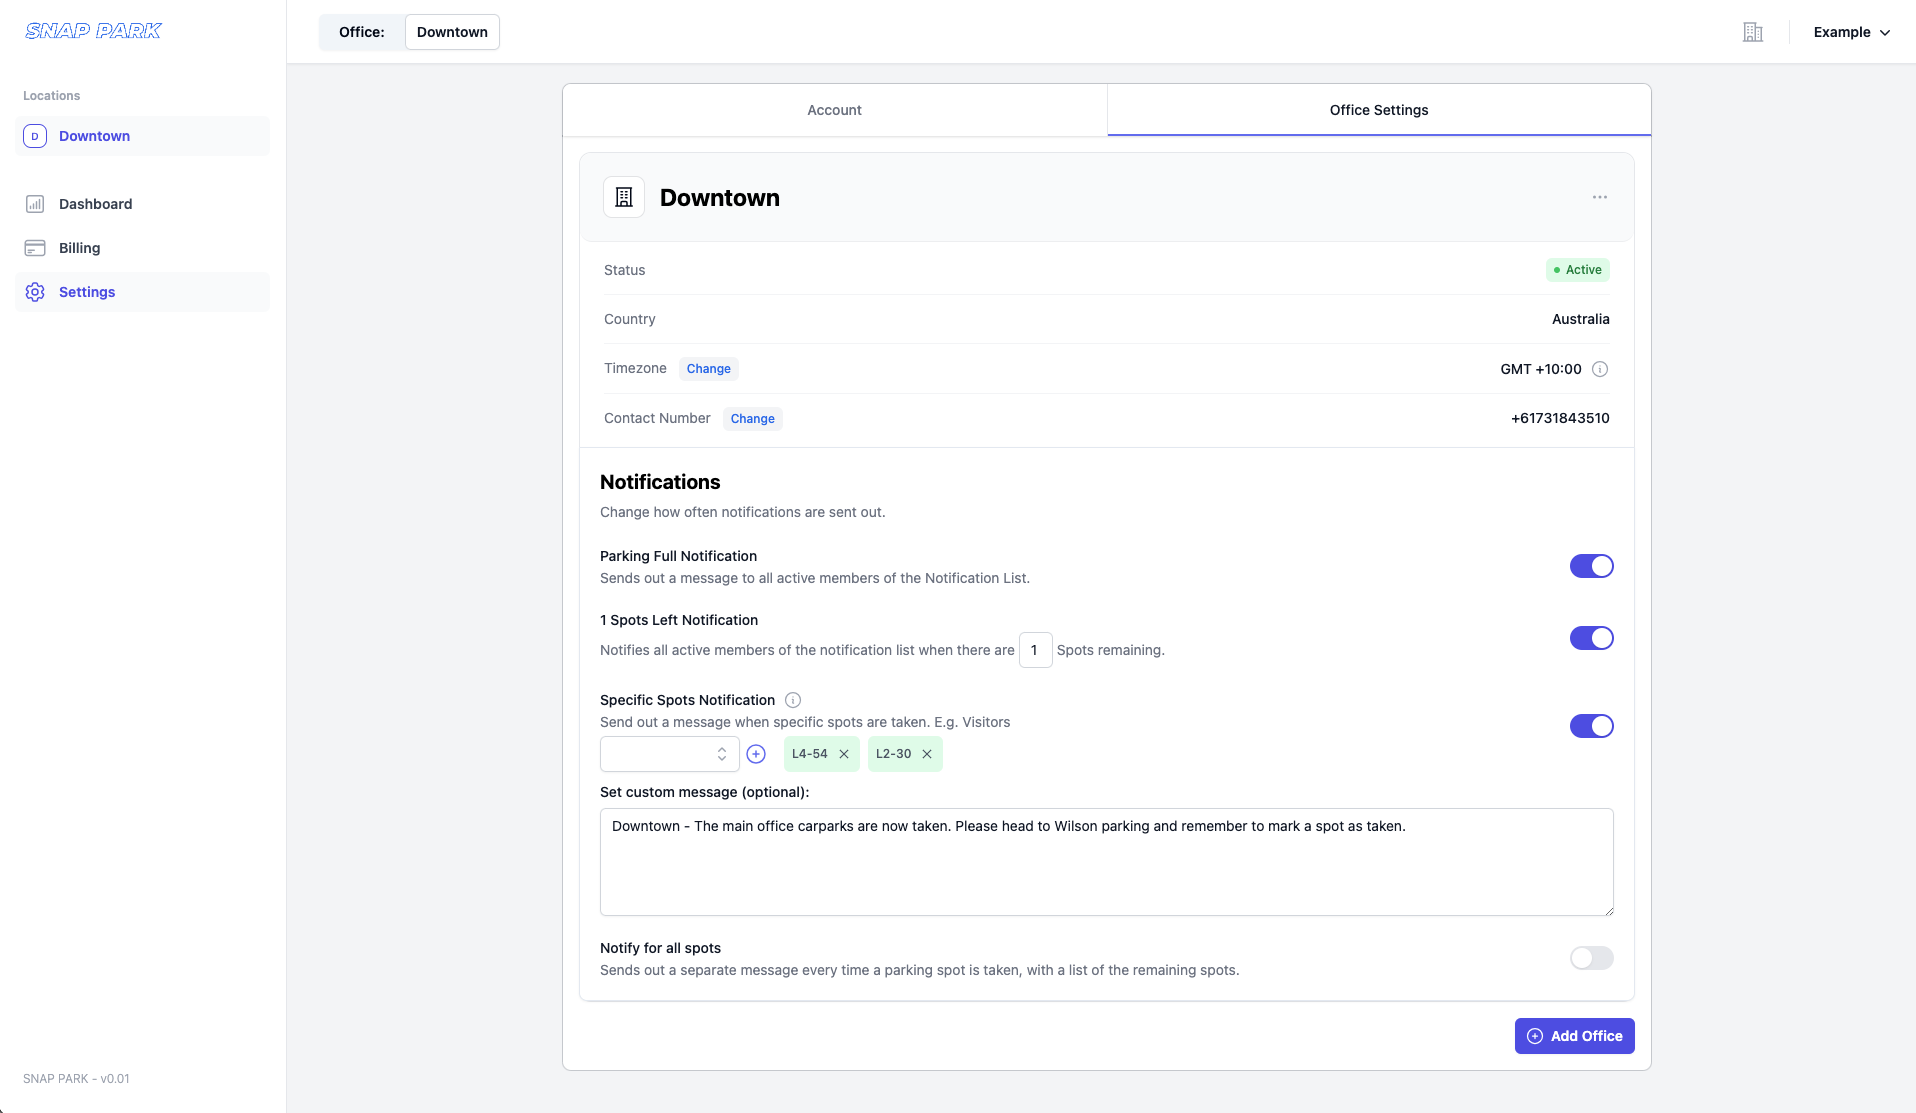 SNAP PARK
Office:
Downtown
Example
Locations
D
Downtown
Dashboard
Billing
Settings
SNAP PARK - v0.01
Account
Office Settings
Downtown
Status
Active
Country
Australia
Timezone
Change
GMT +10:00
Contact Number
Change
+61731843510
Notifications
Change how often notifications are sent out.
Parking Full Notification
Sends out a message to all active members of the Notification List.
1 Spots Left Notification
Notifies all active members of the notification list when there are 1 Spots remaining.
Specific Spots Notification
Send out a message when specific spots are taken. E.g. Visitors
L4-54
L2-30
Set custom message (optional):
Downtown - The main office carparks are now taken. Please head to Wilson parking and remember to mark a spot as taken.
Notify for all spots
Sends out a separate message every time a parking spot is taken, with a list of the remaining spots.
Add Office